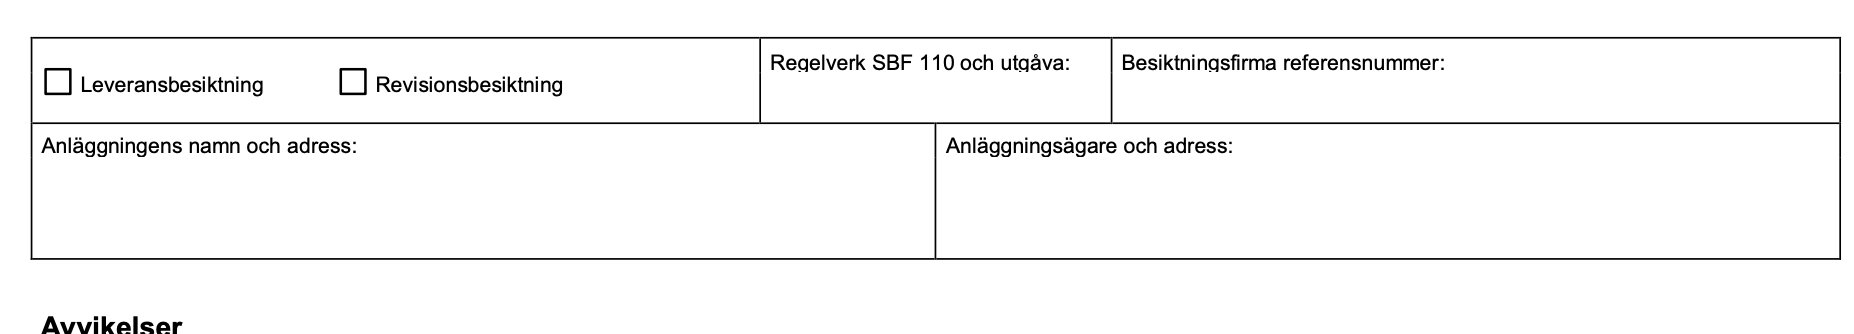 Leveransbesiktning Revisionsbesiktning Regelverk SBF 110 och utgåva: Besiktningsfirma referensnummer:
Anläggningens namn och adress: Anläggningsägare och adress:
Avvikelser